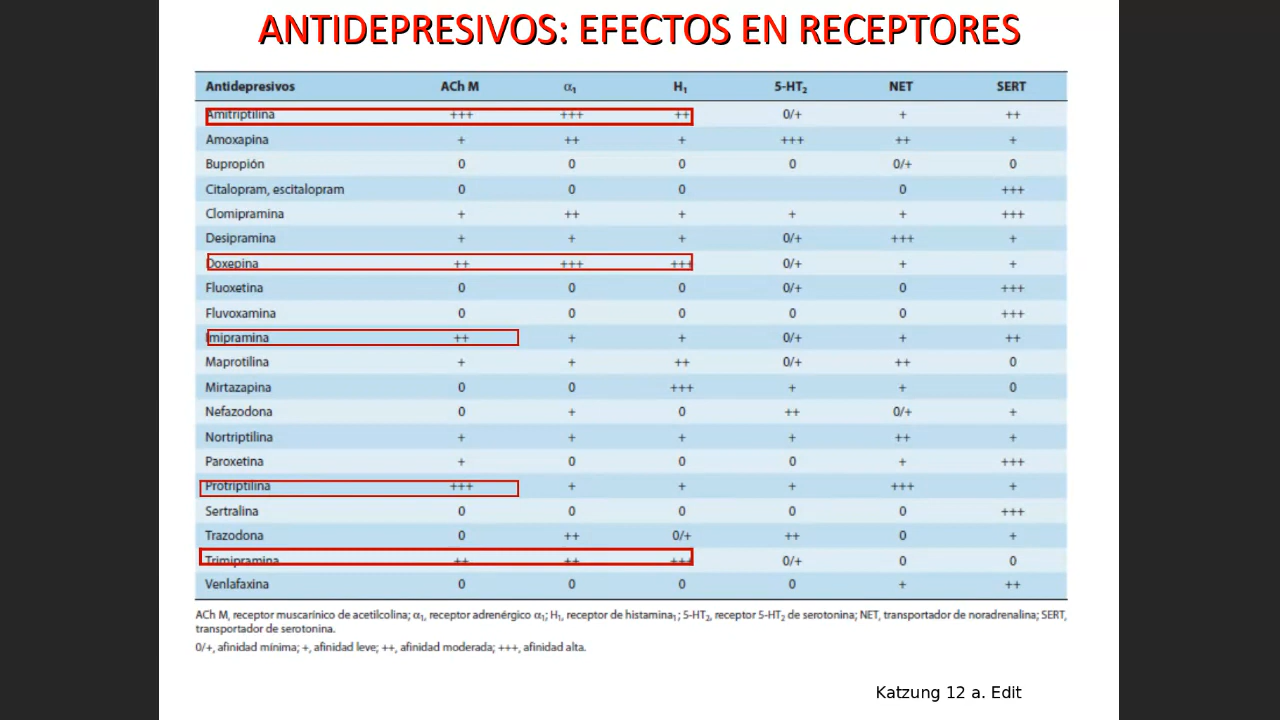 ANTIDEPRESIVOS: EFECTOS EN RECEPTORES
Antidepresivos ACh M α₁ H₁ 5-HT₂ NET SERT
Amitriptilina +++ +++ ++ 0/+ + ++
Amoxapina + ++ + +++ ++ +
Bupropión 0 0 0 0 0/+ 0
Citalopram, escitalopram 0 0 0 0 +++
Clomipramina + ++ + + + +++
Desipramina + + + 0/+ +++ +
Doxepina ++ +++ +++ 0/+ + +
Fluoxetina 0 0 0 0/+ 0 +++
Fluvoxamina 0 0 0 0 0 +++
Imipramina ++ + + 0/+ + ++
Maprotilina + + ++ 0/+ ++ 0
Mirtazapina 0 0 +++ + + 0
Nefazodona 0 + 0 ++ 0/+ +
Nortriptilina + + + + ++ +
Paroxetina + 0 0 0 + +++
Protriptilina +++ + + + +++ +
Sertralina 0 0 0 0 0 +++
Trazodona 0 ++ 0/+ ++ 0 +
Trimipramina ++ ++ +++ 0/+ 0 0
Venlafaxina 0 0 0 0 + ++
ACh M, receptor muscarínico de acetilcolina; α₁, receptor adrenérgico α₁; H₁, receptor de histamina₁; 5-HT₂, receptor 5-HT₂ de serotonina; NET, transportador de noradrenalina; SERT,
transportador de serotonina.
0/+, afinidad mínima; +, afinidad leve; ++, afinidad moderada; +++, afinidad alta.
Katzung 12 a. Edit